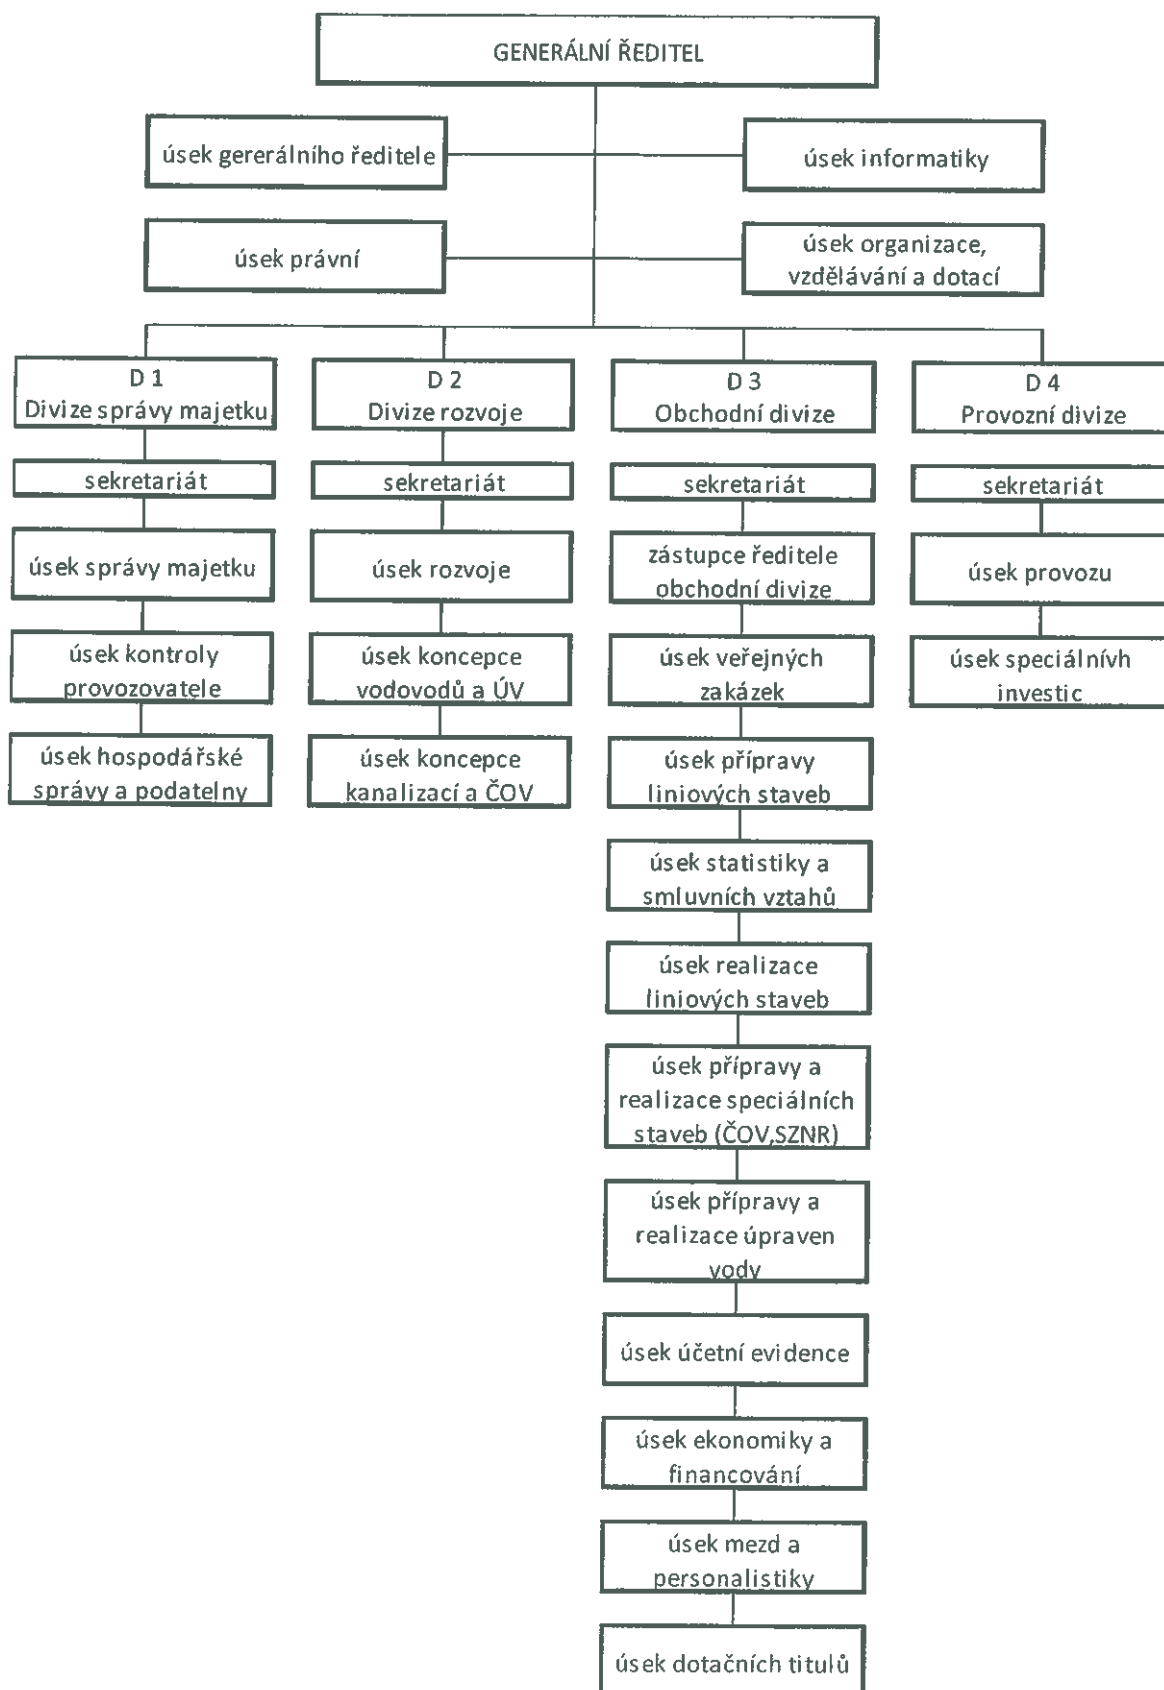 GENERÁLNÍ ŘEDITEL
úsek gererálního ředitele
úsek informatiky
úsek právní
úsek organizace,
vzdělávání a dotací
D 1
Divize správy majetku
D 2
Divize rozvoje
D 3
Obchodní divize
D 4
Provozní divize
sekretariát
sekretariát
sekretariát
sekretariát
úsek správy majetku
úsek rozvoje
zástupce ředitele
obchodní divize
úsek provozu
úsek kontroly
provozovatele
úsek koncepce
vodovodů a ÚV
úsek veřejných
zakázek
úsek speciálnívh
investic
úsek hospodářské
správy a podatelny
úsek koncepce
kanalizací a ČOV
úsek přípravy
liniových staveb
úsek statistiky a
smluvních vztahů
úsek realizace
liniových staveb
úsek přípravy a
realizace speciálních
staveb (ČOV,SZNR)
úsek přípravy a
realizace úpraven
vody
úsek účetní evidence
úsek ekonomiky a
financování
úsek mezd a
personalistiky
úsek dotačních titulů